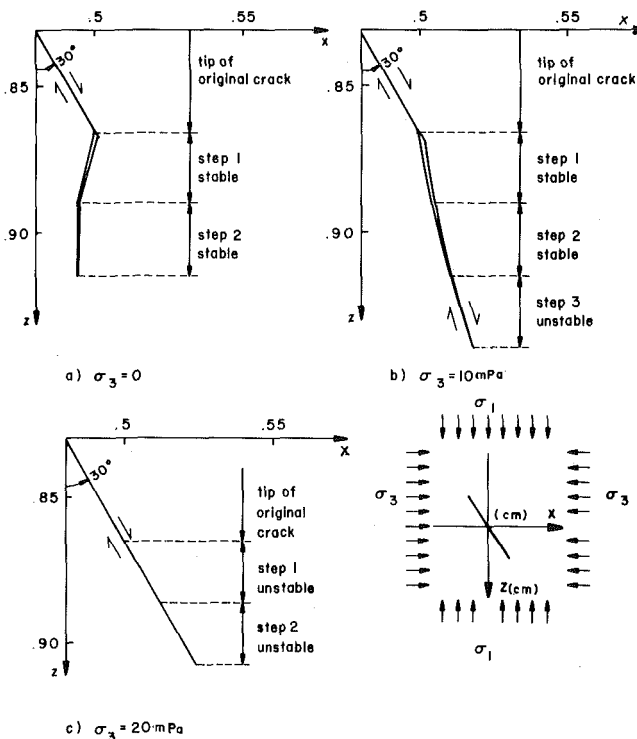 .5 .55
x
30°
.85
.90
z
tip of
original crack
step 1
stable
step 2
stable
a) σ3 = 0
.5 .55
x
30°
.85
.90
z
tip of
original crack
step 1
stable
step 2
stable
step 3
unstable
b) σ3 = 10 mPa
.5 .55
x
30°
.85
.90
z
tip of
original
crack
step 1
unstable
step 2
unstable
c) σ3 = 20·mPa
σ1
σ3 σ3
x
(cm)
z(cm)
σ1